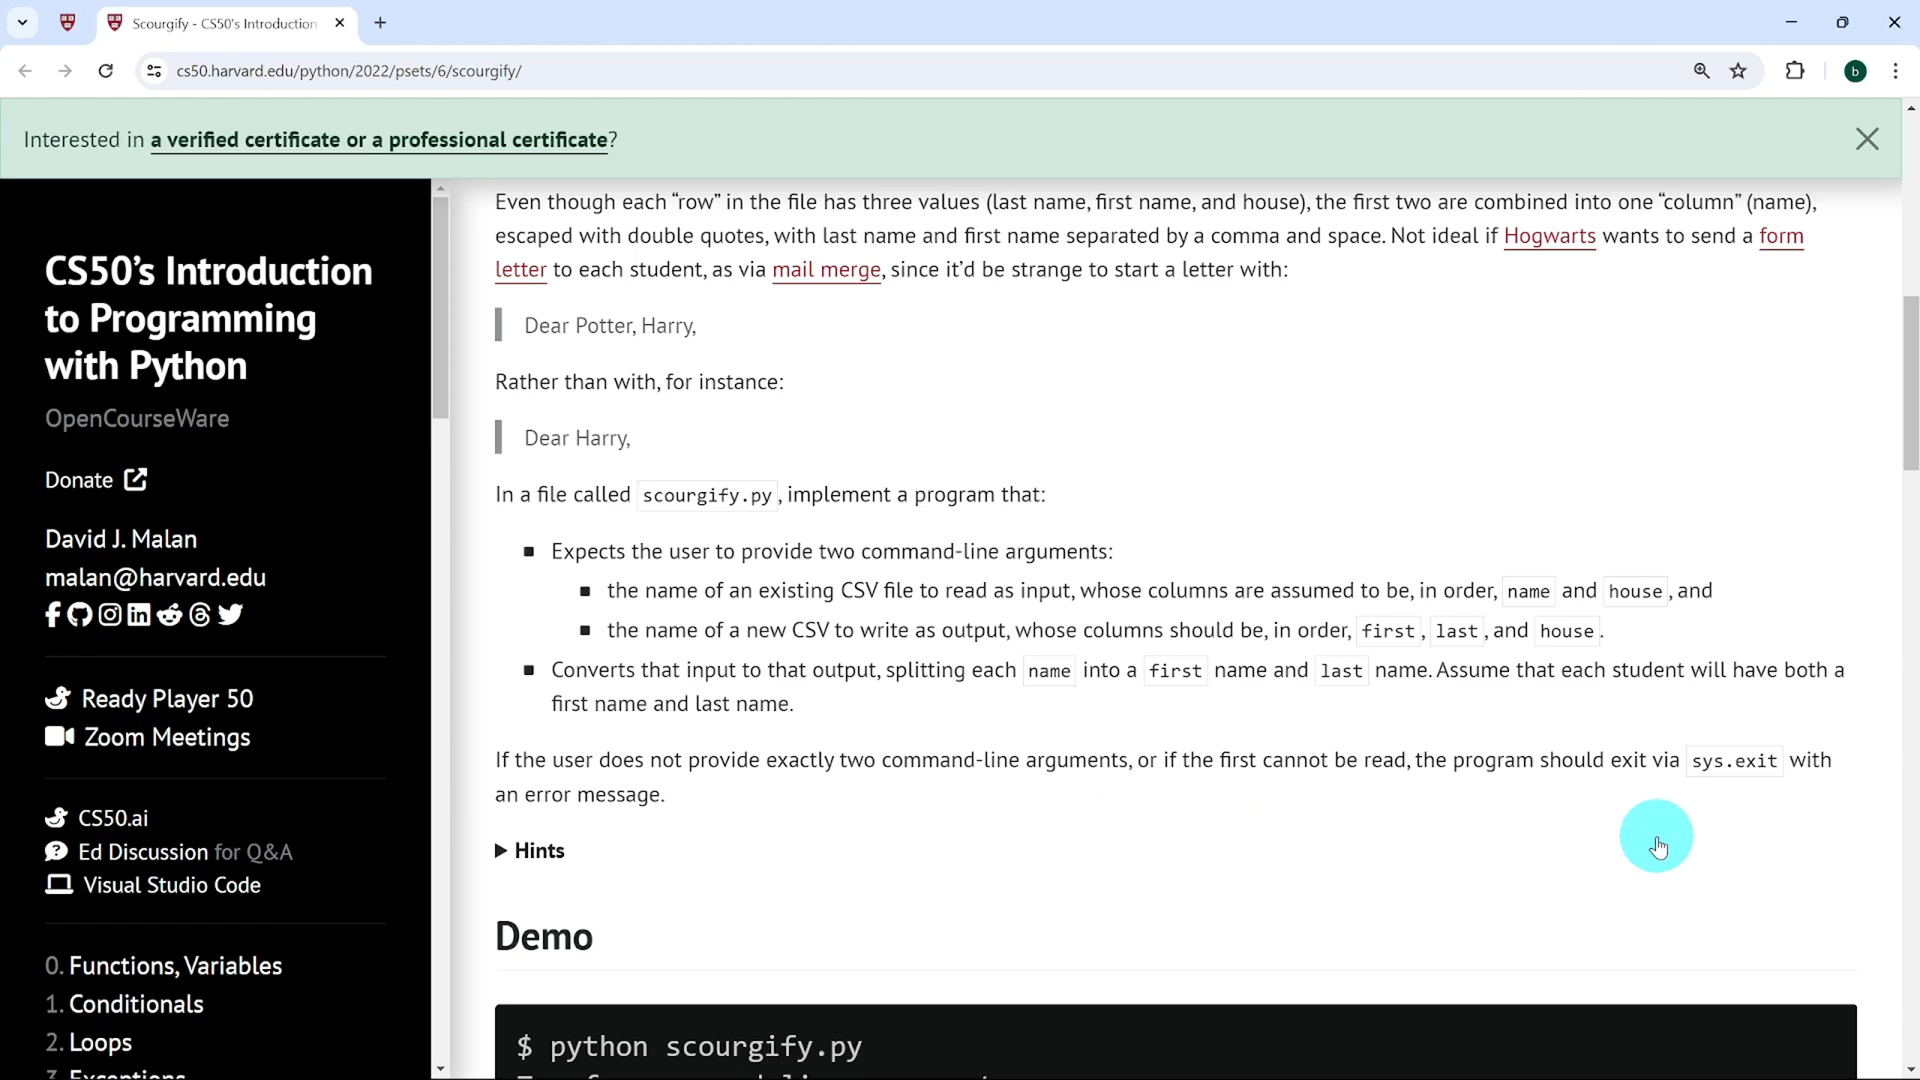 Scourgify - CS50's Introduction
cs50.harvard.edu/python/2022/psets/6/scourgify/
b
Interested in a verified certificate or a professional certificate?
CS50's Introduction
to Programming
with Python
OpenCourseWare
Donate
David J. Malan
malan@harvard.edu
Ready Player 50
Zoom Meetings
CS50.ai
Ed Discussion for Q&A
Visual Studio Code
0. Functions, Variables
1. Conditionals
2. Loops
3. Exceptions
Even though each “row” in the file has three values (last name, first name, and house), the first two are combined into one “column” (name),
escaped with double quotes, with last name and first name separated by a comma and space. Not ideal if Hogwarts wants to send a form
letter to each student, as via mail merge, since it’d be strange to start a letter with:
Dear Potter, Harry,
Rather than with, for instance:
Dear Harry,
In a file called scourgify.py, implement a program that:
Expects the user to provide two command-line arguments:
the name of an existing CSV file to read as input, whose columns are assumed to be, in order, name and house, and
the name of a new CSV to write as output, whose columns should be, in order, first, last, and house.
Converts that input to that output, splitting each name into a first name and last name. Assume that each student will have both a
first name and last name.
If the user does not provide exactly two command-line arguments, or if the first cannot be read, the program should exit via sys.exit with
an error message.
Hints
Demo
$ python scourgify.py